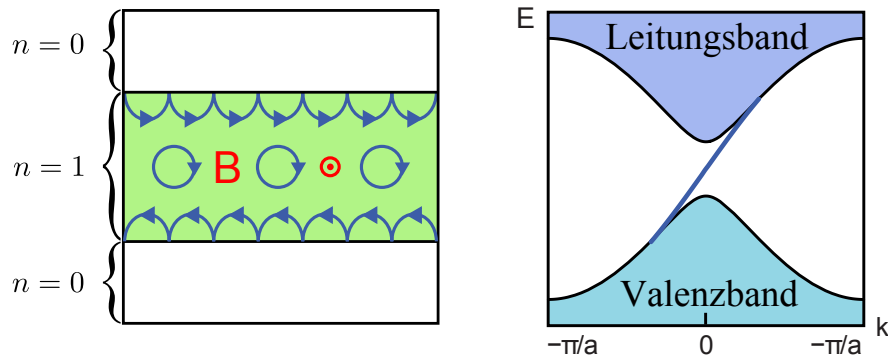 n = 0
n = 1
B
n = 0
E
Leitungsband
Valenzband
k
−π/a
0
−π/a